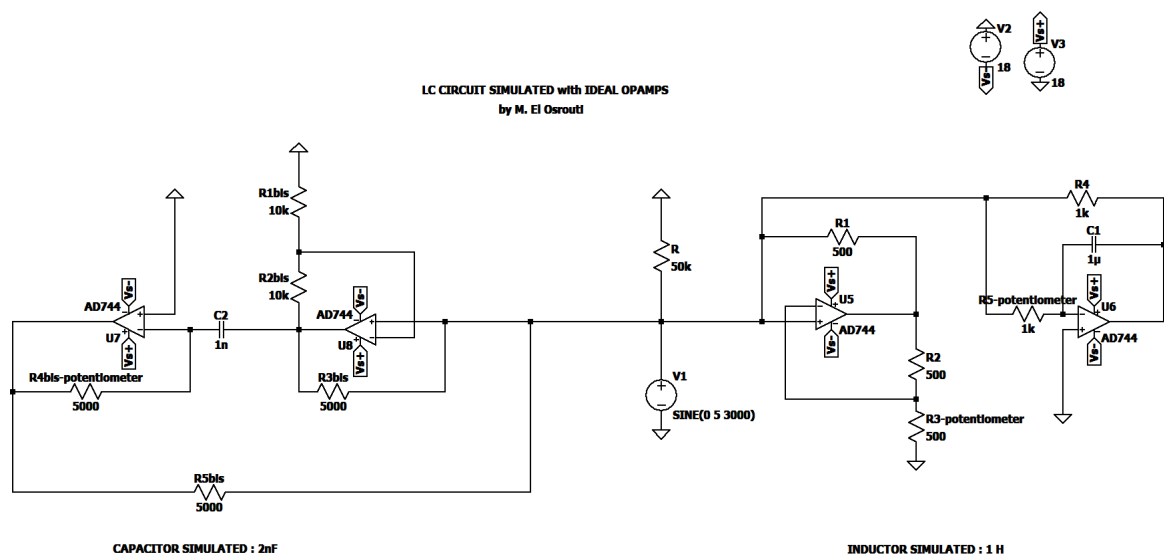 V2
18
Vs-
Vs+
V3
18
LC CIRCUIT SIMULATED with IDEAL OPAMPS
by M. El Osrouti
R1bis
10k
R2bis
10k
Vs-
AD744
U7
Vs+
C2
1n
Vs-
AD744
U8
Vs+
R4bis-potentiometer
5000
R3bis
5000
R5bis
5000
R
50k
V1
SINE(0 5 3000)
R1
500
Vs+
U5
AD744
Vs-
R2
500
R3-potentiometer
500
R4
1k
C1
1µ
R5-potentiometer
1k
Vs+
U6
AD744
Vs-
CAPACITOR SIMULATED : 2nF
INDUCTOR SIMULATED : 1 H